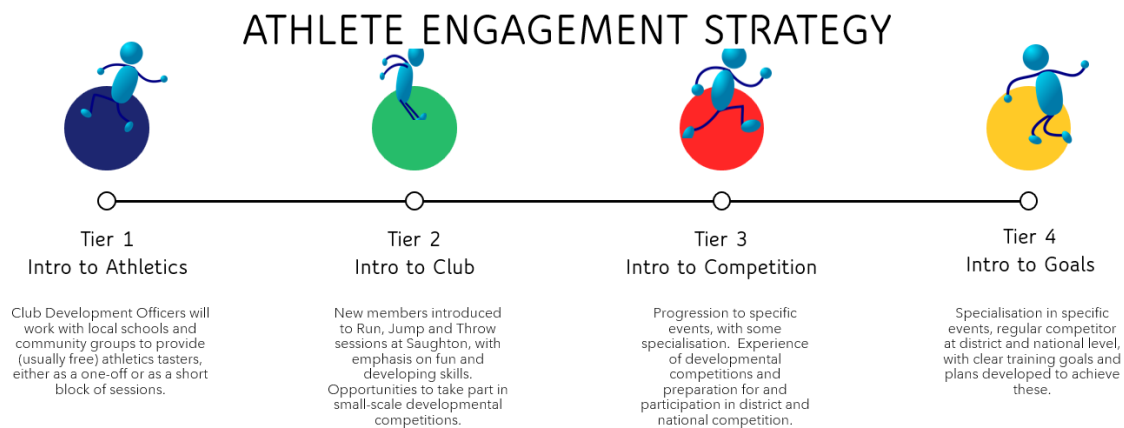 ATHLETE ENGAGEMENT STRATEGY
Tier 1
Intro to Athletics
Club Development Officers will
work with local schools and
community groups to provide
(usually free) athletics tasters,
either as a one-off or as a short
block of sessions.
Tier 2
Intro to Club
New members introduced
to Run, Jump and Throw
sessions at Saughton, with
emphasis on fun and
developing skills.
Opportunities to take part in
small-scale developmental
competitions.
Tier 3
Intro to Competition
Progression to specific
events, with some
specialisation.  Experience
of developmental
competitions and
preparation for and
participation in district and
national competition.
Tier 4
Intro to Goals
Specialisation in specific
events, regular competitor
at district and national level,
with clear training goals and
plans developed to achieve
these.